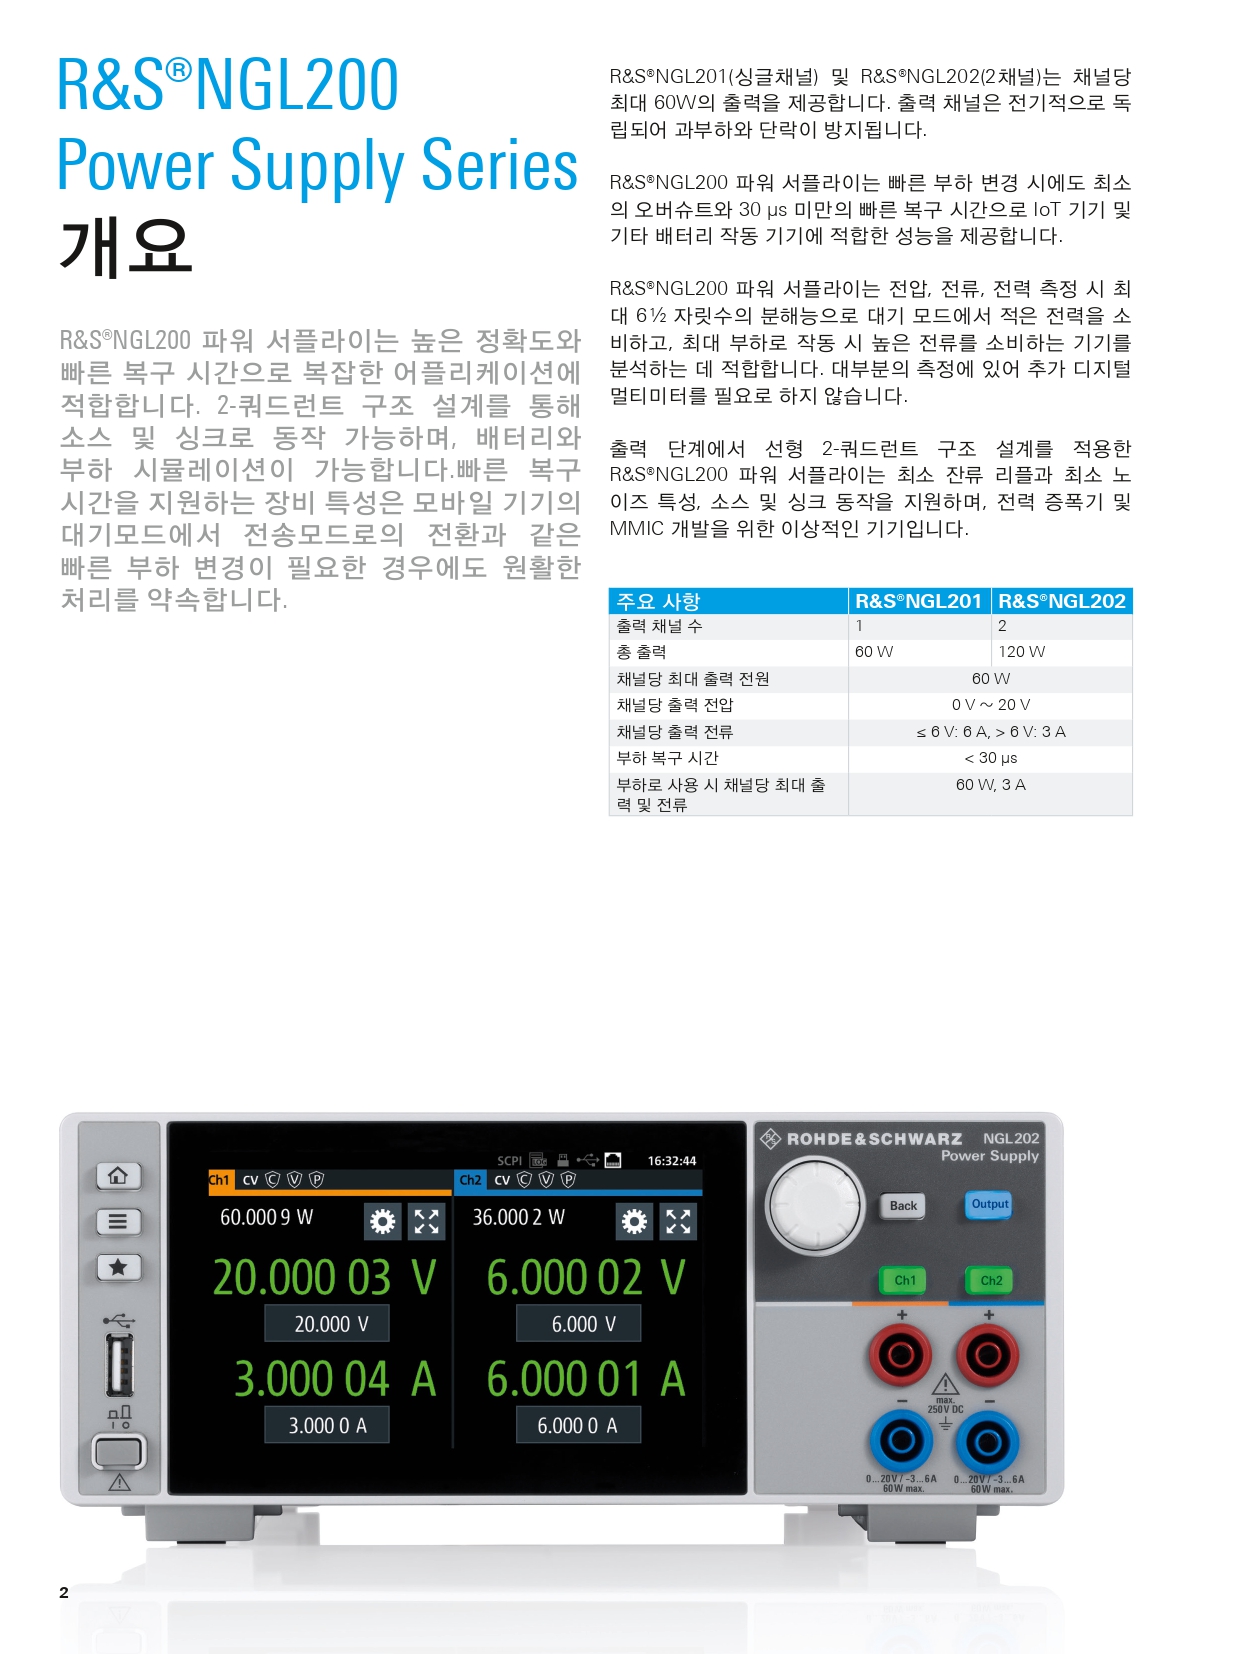 R&S®NGL200
Power Supply Series
개요
R&S®NGL200 파워 서플라이는 높은 정확도와
빠른 복구 시간으로 복잡한 어플리케이션에
적합합니다. 2-쿼드런트 구조 설계를 통해
소스 및 싱크로 동작 가능하며, 배터리와
부하 시뮬레이션이 가능합니다.빠른 복구
시간을 지원하는 장비 특성은 모바일 기기의
대기모드에서 전송모드로의 전환과 같은
빠른 부하 변경이 필요한 경우에도 원활한
처리를 약속합니다.
R&S®NGL201(싱글채널) 및 R&S®NGL202(2채널)는 채널당
최대 60W의 출력을 제공합니다. 출력 채널은 전기적으로 독
립되어 과부하와 단락이 방지됩니다.
R&S®NGL200 파워 서플라이는 빠른 부하 변경 시에도 최소
의 오버슈트와 30 µs 미만의 빠른 복구 시간으로 IoT 기기 및
기타 배터리 작동 기기에 적합한 성능을 제공합니다.
R&S®NGL200 파워 서플라이는 전압, 전류, 전력 측정 시 최
대 6½ 자릿수의 분해능으로 대기 모드에서 적은 전력을 소
비하고, 최대 부하로 작동 시 높은 전류를 소비하는 기기를
분석하는 데 적합합니다. 대부분의 측정에 있어 추가 디지털
멀티미터를 필요로 하지 않습니다.
출력 단계에서 선형 2-쿼드런트 구조 설계를 적용한
R&S®NGL200 파워 서플라이는 최소 잔류 리플과 최소 노
이즈 특성, 소스 및 싱크 동작을 지원하며, 전력 증폭기 및
MMIC 개발을 위한 이상적인 기기입니다.
주요 사항 R&S®NGL201 R&S®NGL202
출력 채널 수 1 2
총 출력 60 W 120 W
채널당 최대 출력 전원 60 W
채널당 출력 전압 0 V ~ 20 V
채널당 출력 전류 ≤ 6 V: 6 A, > 6 V: 3 A
부하 복구 시간 < 30 µs
부하로 사용 시 채널당 최대 출 60 W, 3 A
력 및 전류
ROHDE&SCHWARZ NGL202
Power Supply
SCPI LOG 16:32:44
Ch1 CV C V P Ch2 CV C V P
60.000 9 W 36.000 2 W
20.000 03 V 6.000 02 V
20.000 V 6.000 V
3.000 04 A 6.000 01 A
3.000 0 A 6.000 0 A
Back Output
Ch1 Ch2
+ +
− −
max.
250V DC
0...20V / -3...6A 0...20V / -3...6A
60W max. 60W max.
2